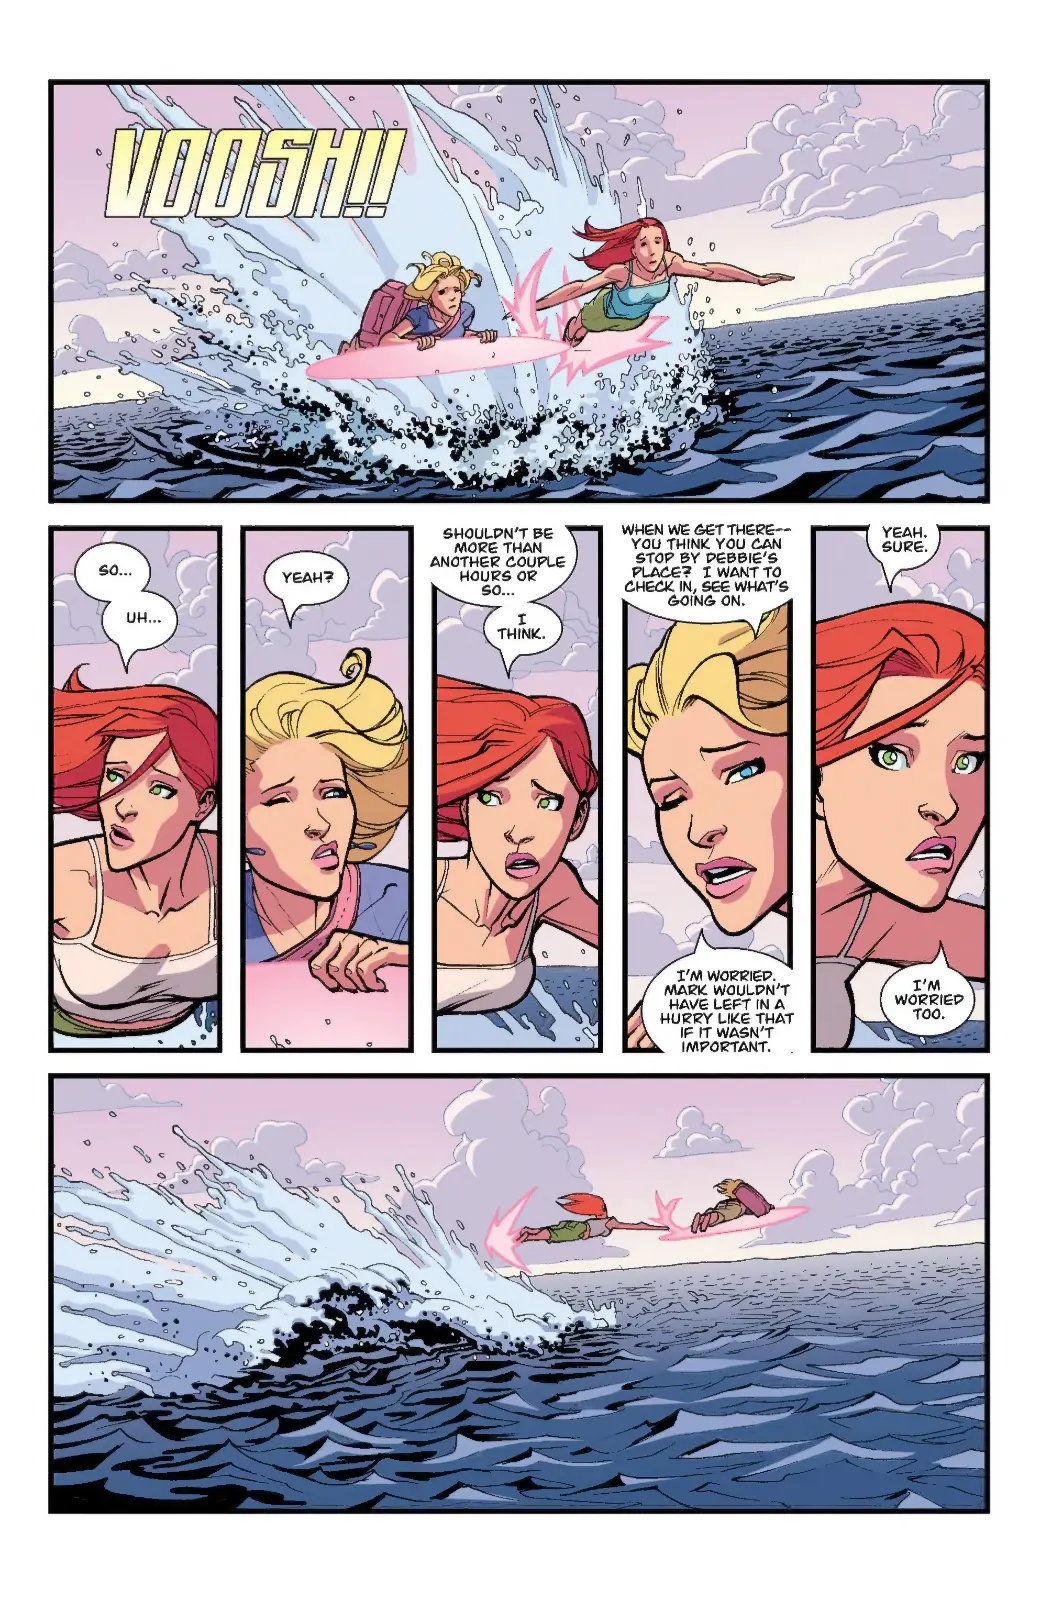 VOOSH!!
SO...
UH...
YEAH?
SHOULDN'T BE
MORE THAN
ANOTHER COUPLE
HOURS OR
SO...
I
THINK.
WHEN WE GET THERE--
YOU THINK YOU CAN
STOP BY DEBBIE'S
PLACE? I WANT TO
CHECK IN, SEE WHAT'S
GOING ON.
I'M WORRIED.
MARK WOULDN'T
HAVE LEFT IN A
HURRY LIKE THAT
IF IT WASN'T
IMPORTANT.
YEAH.
SURE.
I'M
WORRIED
TOO.